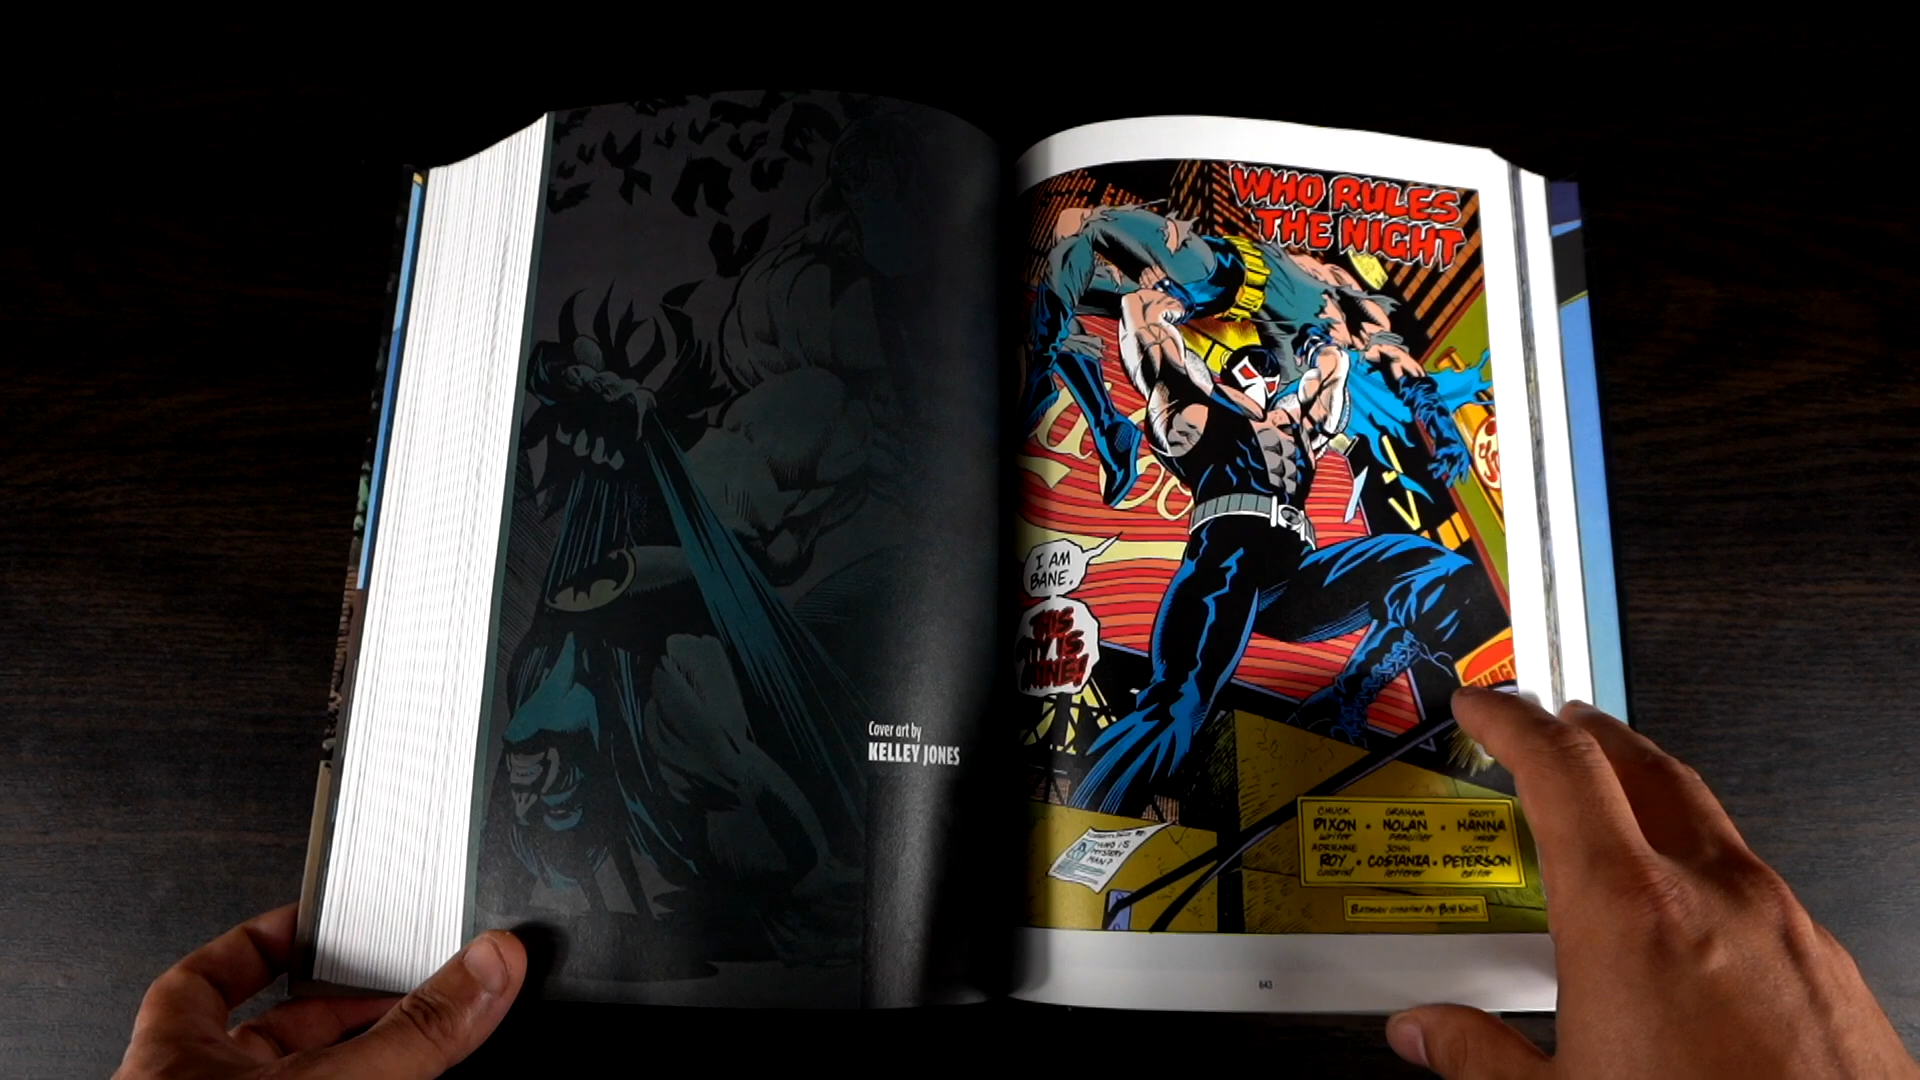 Cover art by
KELLEY JONES
WHO RULES
THE NIGHT
I AM
BANE.
THIS
IS
CHUCK
DIXON • 
writer
GRAHAM
NOLAN •
penciller
SCOTT
HANNA
inker
ADRIENNE
ROY •
colorist
JOHN
COSTANZA •
letterer
SCOTT
PETERSON
editor
Batman created by Bob Kane
WHO IS
MYSTERY
MAN?
643